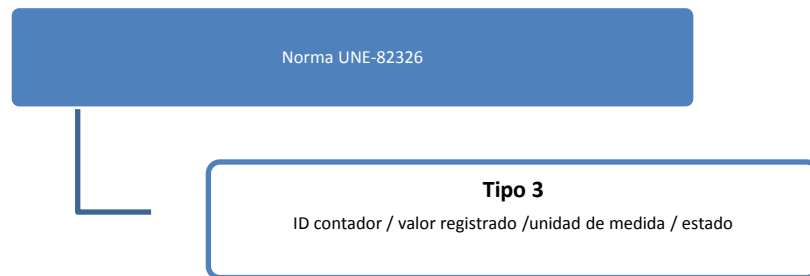 Norma UNE-82326
Tipo 3
ID contador / valor registrado /unidad de medida / estado